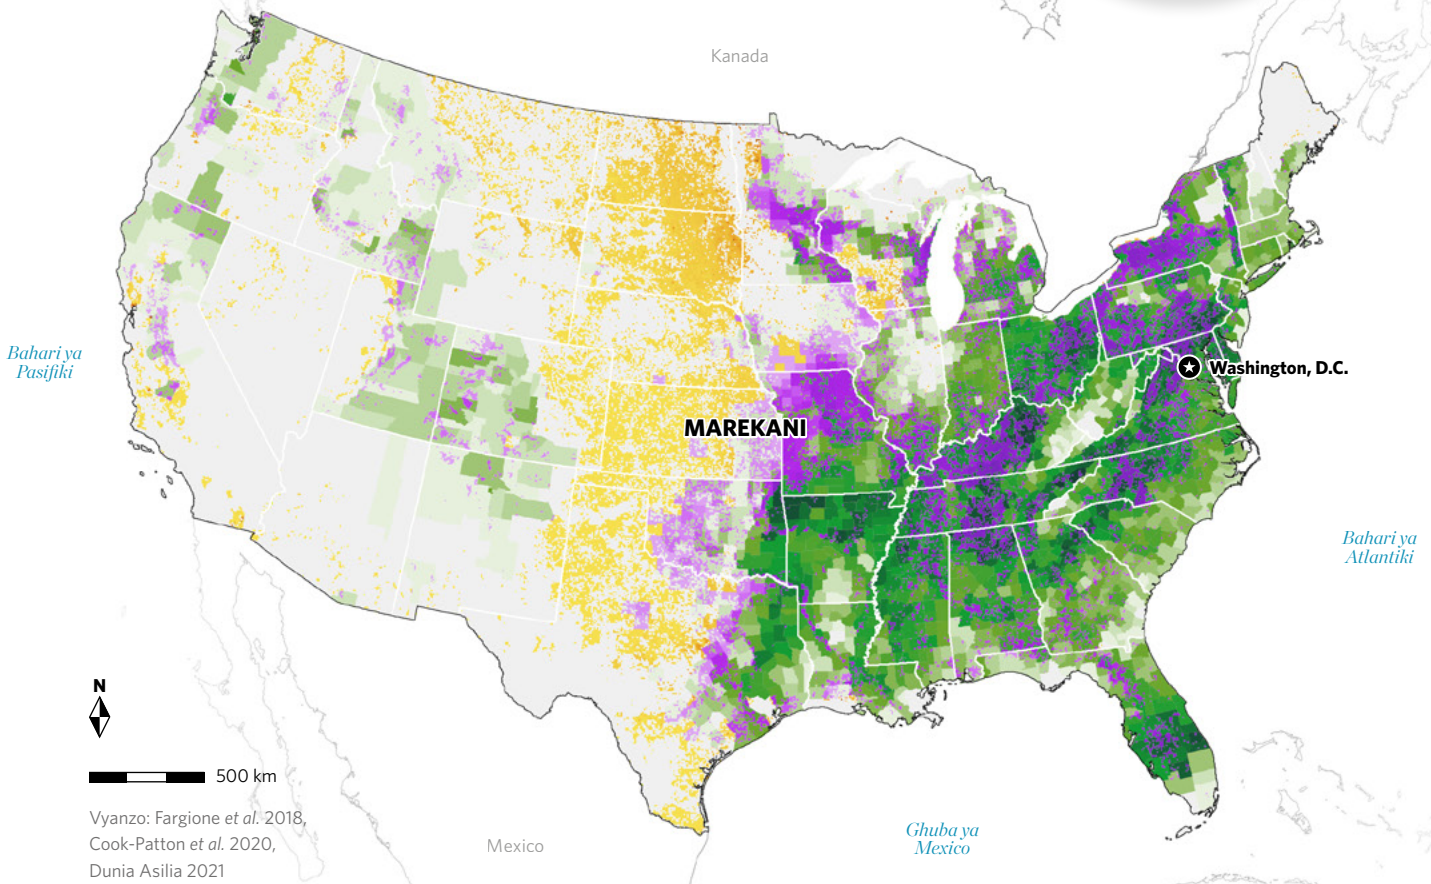 Kanada
Bahari ya
Pasifiki
Washington, D.C.
MAREKANI
Bahari ya
Atlantiki
N
500 km
Vyanzo: Fargione et al. 2018,
Cook-Patton et al. 2020,
Dunia Asilia 2021
Mexico
Ghuba ya
Mexico